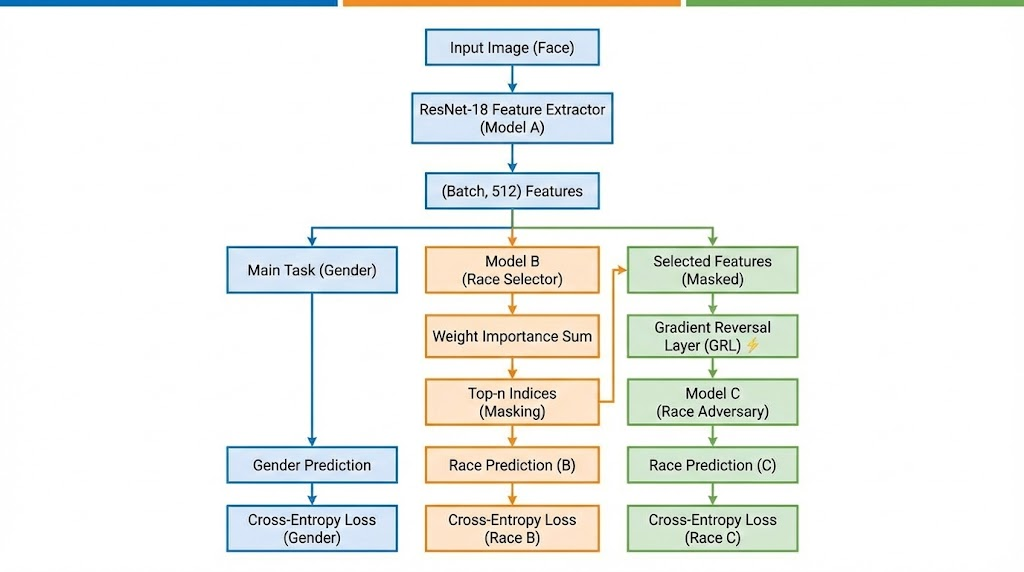 Input Image (Face)
ResNet-18 Feature Extractor
(Model A)
(Batch, 512) Features
Main Task (Gender)
Model B
(Race Selector)
Selected Features
(Masked)
Weight Importance Sum
Gradient Reversal
Layer (GRL) ⚡
Top-n Indices
(Masking)
Model C
(Race Adversary)
Gender Prediction
Race Prediction (B)
Race Prediction (C)
Cross-Entropy Loss
(Gender)
Cross-Entropy Loss
(Race B)
Cross-Entropy Loss
(Race C)